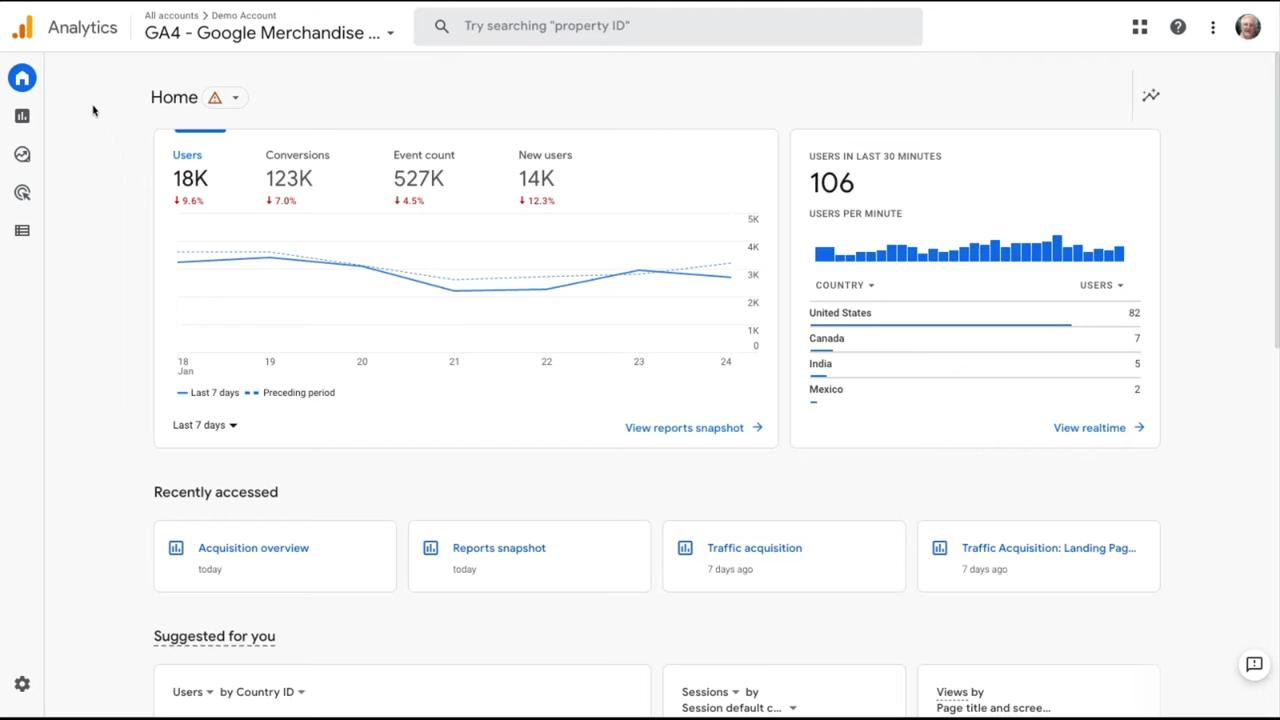 Analytics
All accounts > Demo Account
GA4 - Google Merchandise ...
Try searching "property ID"
Home
Users
Conversions
Event count
New users
18K
123K
527K
14K
↓ 9.6%
↓ 7.0%
↓ 4.5%
↓ 12.3%
5K
4K
3K
2K
1K
0
18
Jan
19
20
21
22
23
24
Last 7 days
Preceding period
Last 7 days
View reports snapshot
USERS IN LAST 30 MINUTES
106
USERS PER MINUTE
COUNTRY
USERS
United States 82
Canada 7
India 5
Mexico 2
View realtime
Recently accessed
Acquisition overview
today
Reports snapshot
today
Traffic acquisition
7 days ago
Traffic Acquisition: Landing Pag...
7 days ago
Suggested for you
Users by Country ID
Sessions by
Session default c...
Views by
Page title and scree...